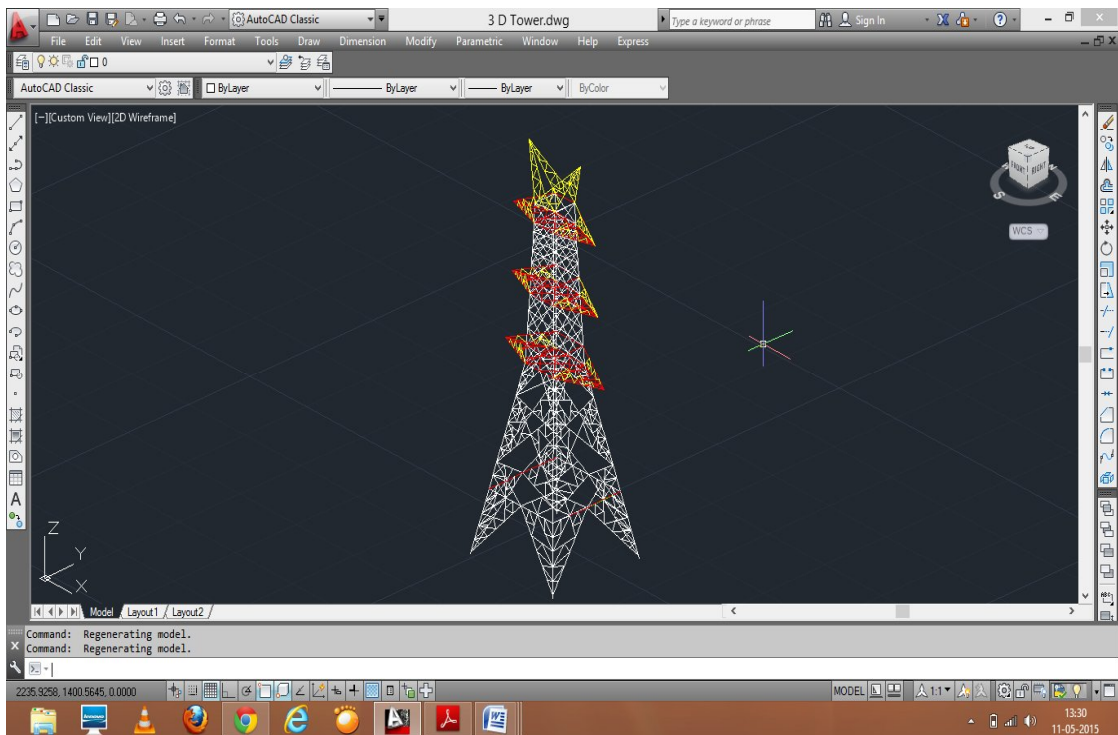 AutoCAD Classic
3 D Tower.dwg
Type a keyword or phrase
Sign In
File Edit View Insert Format Tools Draw Dimension Modify Parametric Window Help Express
0
AutoCAD Classic ByLayer ByLayer ByLayer ByColor
[−][Custom View][2D Wireframe]
FRONT RIGHT
S E
WCS
Z
Y
X
A
Model Layout1 Layout2
Command: Regenerating model.
Command: Regenerating model.
2235.9258, 1400.5645, 0.0000 MODEL 1:1
lenovo
13:30
11-05-2015